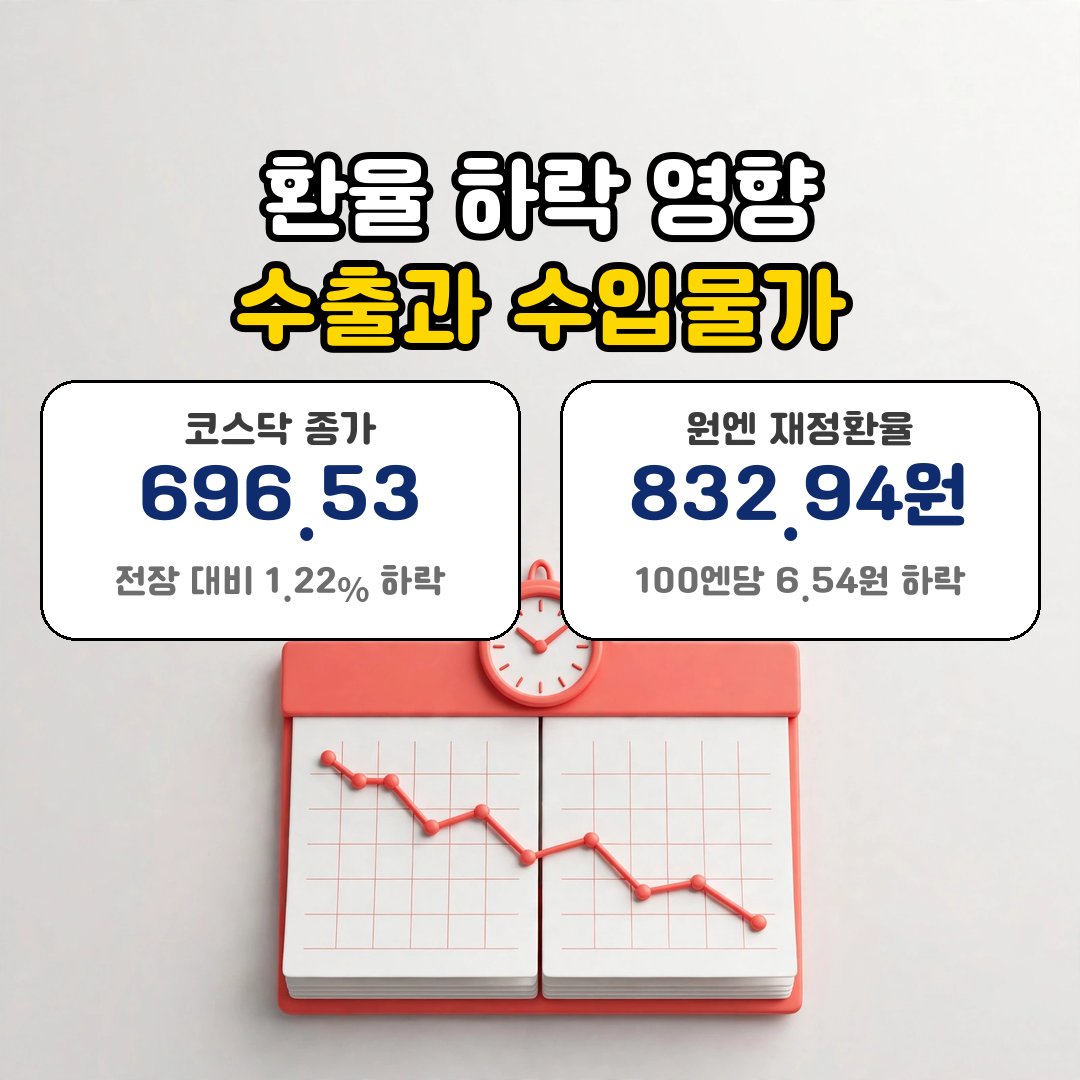 환율 하락 영향
수출과 수입물가
코스닥 종가
696.53
전장 대비 1.22% 하락
원엔 재정환율
832.94원
100엔당 6.54원 하락